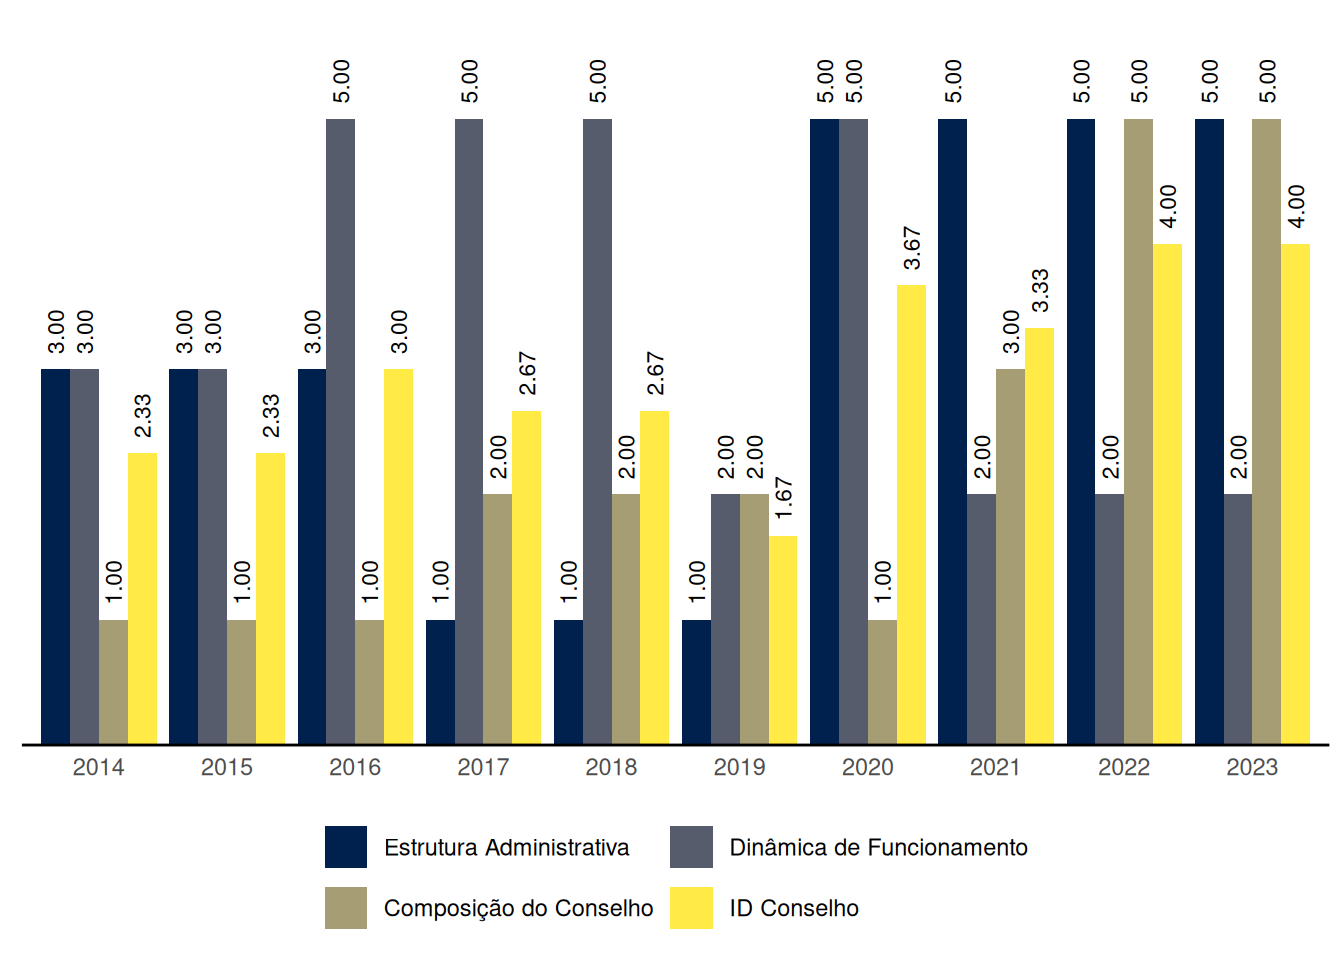 5.00 5.00 5.00 5.00 5.00 5.00 5.00 5.00 5.00 5.00
4.00 4.00
3.67
3.33
3.00 3.00 3.00 3.00 3.00 3.00 3.00
2.67 2.67
2.33 2.33
2.00 2.00 2.00 2.00 2.00 2.00 2.00
1.67
1.00 1.00 1.00 1.00 1.00 1.00 1.00
2014 2015 2016 2017 2018 2019 2020 2021 2022 2023
Estrutura Administrativa Dinâmica de Funcionamento
Composição do Conselho ID Conselho